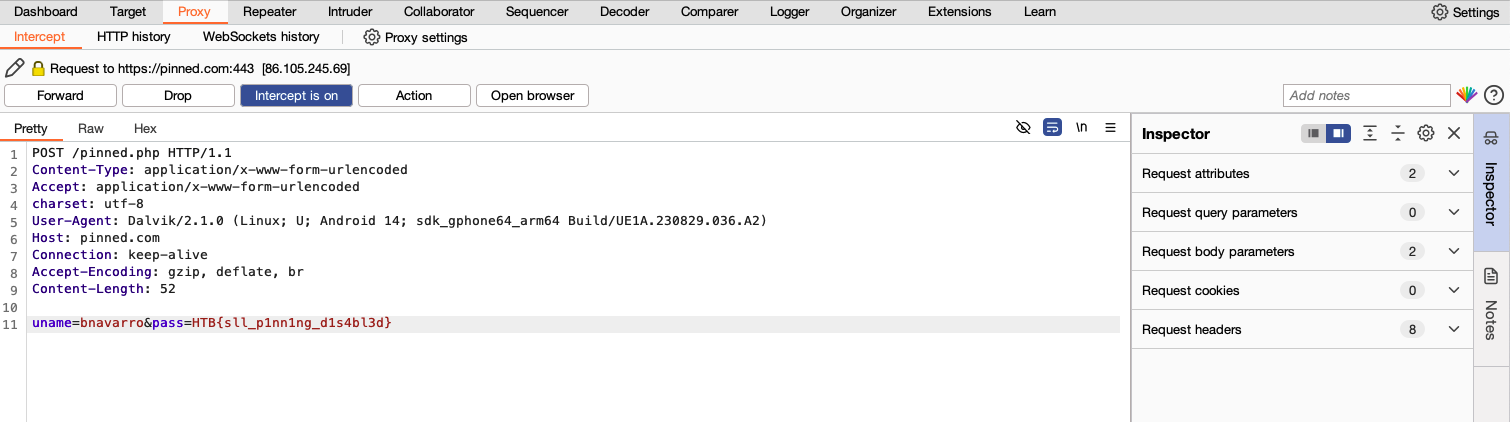 Dashboard Target Proxy Repeater Intruder Collaborator Sequencer Decoder Comparer Logger Organizer Extensions Learn Settings
Intercept HTTP history WebSockets history Proxy settings
Request to https://pinned.com:443 [86.105.245.69]
Forward Drop Intercept is on Action Open browser Add notes
Pretty Raw Hex \n
Inspector
1 POST /pinned.php HTTP/1.1
2 Content-Type: application/x-www-form-urlencoded
3 Accept: application/x-www-form-urlencoded
4 charset: utf-8
5 User-Agent: Dalvik/2.1.0 (Linux; U; Android 14; sdk_gphone64_arm64 Build/UE1A.230829.036.A2)
6 Host: pinned.com
7 Connection: keep-alive
8 Accept-Encoding: gzip, deflate, br
9 Content-Length: 52
10
11 uname=bnavarro&pass=HTB{sll_p1nn1ng_d1s4bl3d}
Request attributes 2
Request query parameters 0
Request body parameters 2
Request cookies 0
Request headers 8
Inspector
Notes